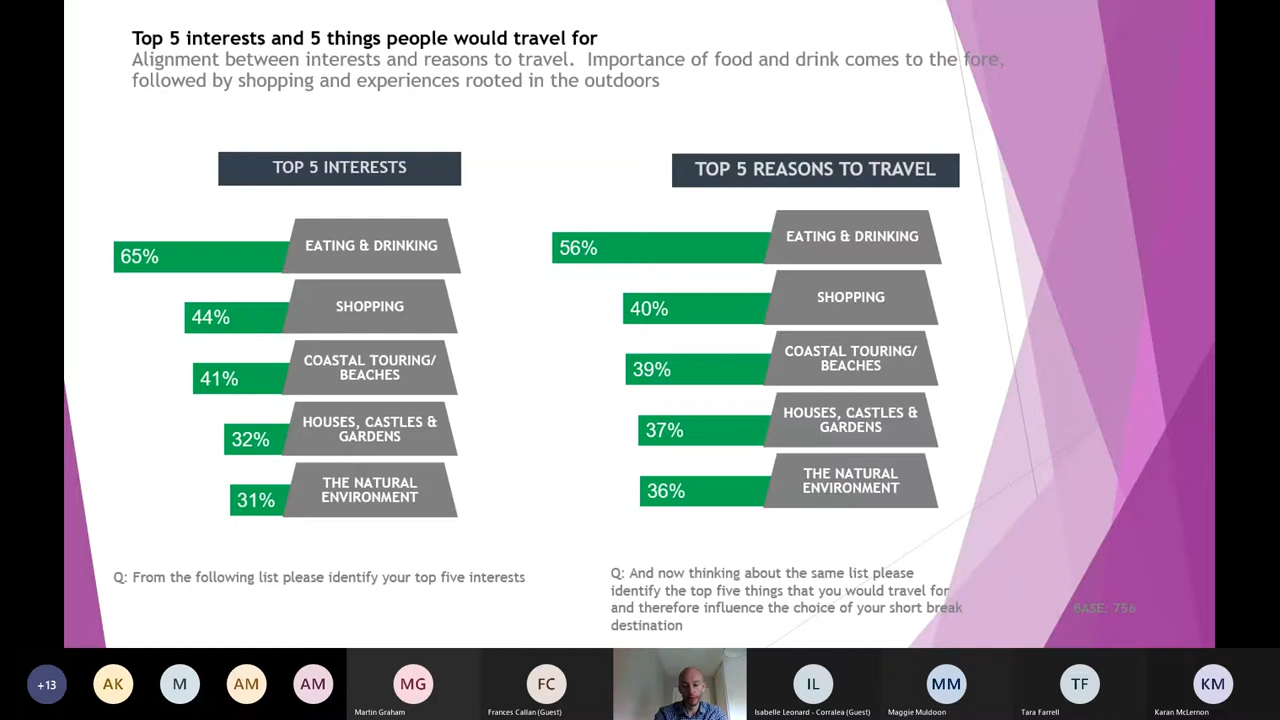 Top 5 interests and 5 things people would travel for
Alignment between interests and reasons to travel.  Importance of food and drink comes to the fore,
followed by shopping and experiences rooted in the outdoors
TOP 5 INTERESTS
65%
EATING & DRINKING
44%
SHOPPING
41%
COASTAL TOURING/
BEACHES
32%
HOUSES, CASTLES &
GARDENS
31%
THE NATURAL
ENVIRONMENT
Q: From the following list please identify your top five interests
TOP 5 REASONS TO TRAVEL
56%
EATING & DRINKING
40%
SHOPPING
39%
COASTAL TOURING/
BEACHES
37%
HOUSES, CASTLES &
GARDENS
36%
THE NATURAL
ENVIRONMENT
Q: And now thinking about the same list please
identify the top five things that you would travel for
and therefore influence the choice of your short break
destination
BASE: 756
+13
AK
M
AM
AM
MG
Martin Graham
FC
Frances Callan (Guest)
IL
Isabelle Leonard - Corralea (Guest)
MM
Maggie Muldoon
TF
Tara Farrell
KM
Karan McLernon